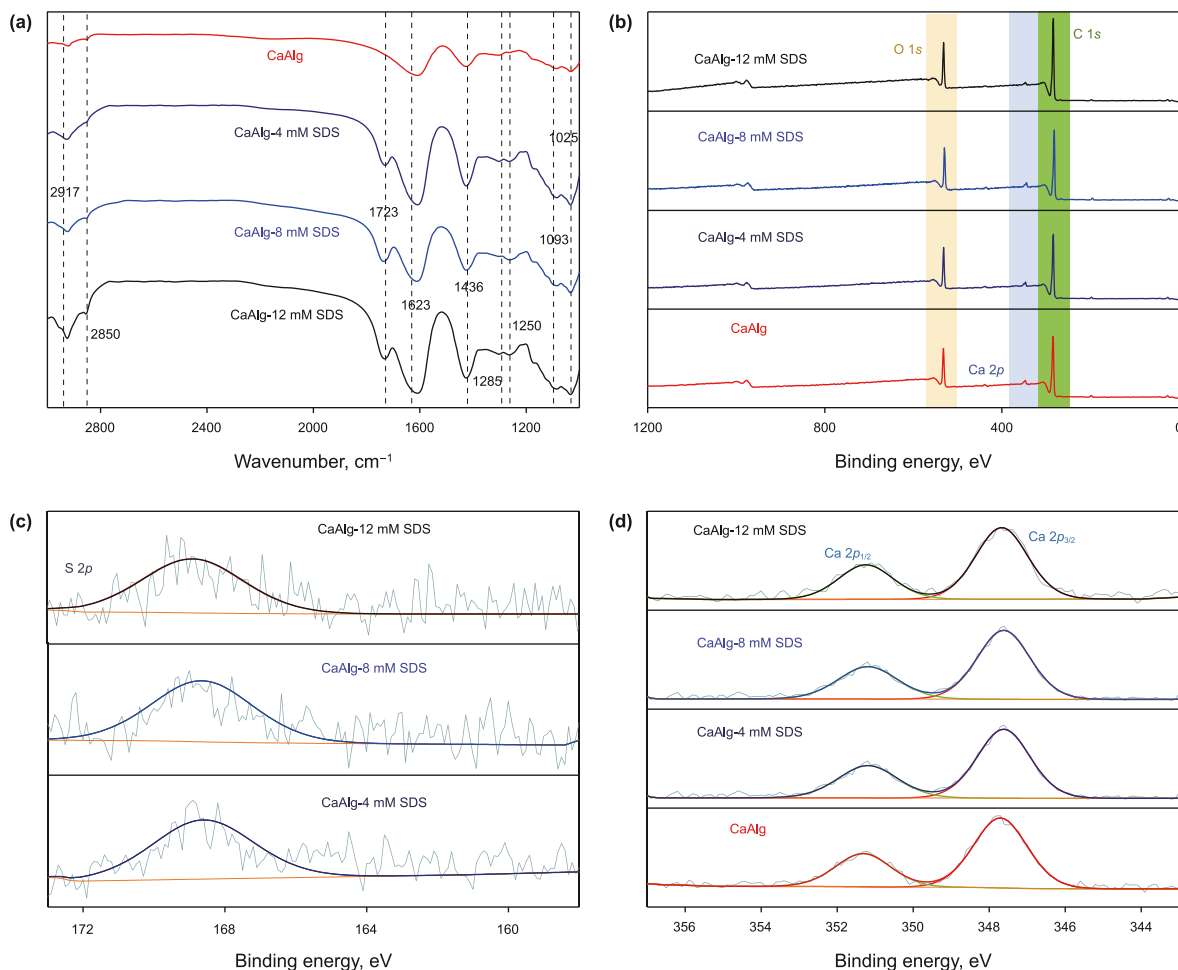 (a)
CaAlg
CaAlg-4 mM SDS
1025
2917
1723
CaAlg-8 mM SDS
1093
1436
1623
CaAlg-12 mM SDS
1250
2850
1285
2800
2400
2000
1600
1200
Wavenumber, cm⁻¹
(b)
C 1s
O 1s
CaAlg-12 mM SDS
CaAlg-8 mM SDS
CaAlg-4 mM SDS
CaAlg
Ca 2p
1200
800
400
0
Binding energy, eV
(c)
CaAlg-12 mM SDS
S 2p
CaAlg-8 mM SDS
CaAlg-4 mM SDS
172
168
164
160
Binding energy, eV
(d)
CaAlg-12 mM SDS
Ca 2p₁/₂
Ca 2p₃/₂
CaAlg-8 mM SDS
CaAlg-4 mM SDS
CaAlg
356
354
352
350
348
346
344
Binding energy, eV